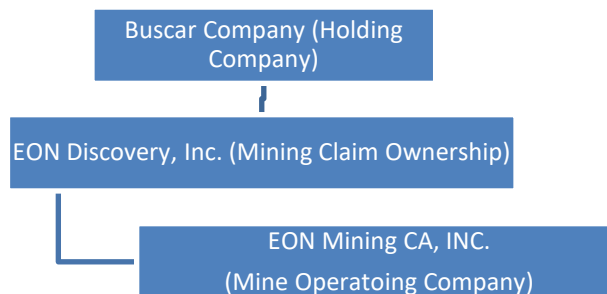 Buscar Company (Holding
Company)
EON Discovery, Inc. (Mining Claim Ownership)
EON Mining CA, INC.
(Mine Operatoing Company)